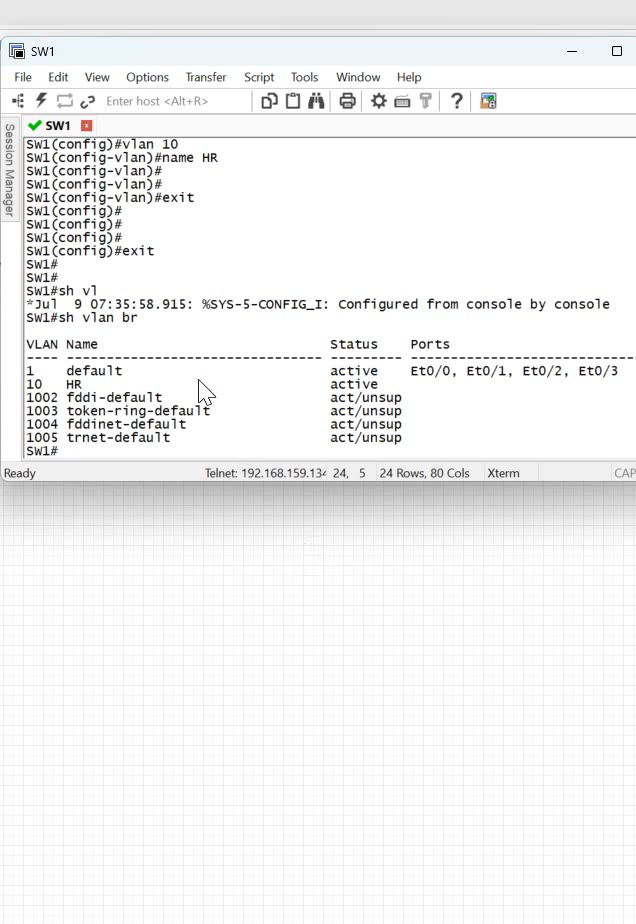 SW1
File Edit View Options Transfer Script Tools Window Help
Enter host <Alt+R>
Session Manager
SW1
SW1(config)#vlan 10
SW1(config-vlan)#name HR
SW1(config-vlan)#
SW1(config-vlan)#
SW1(config-vlan)#exit
SW1(config)#
SW1(config)#
SW1(config)#
SW1(config)#exit
SW1#
SW1#
SW1#sh vl
*Jul  9 07:35:58.915: %SYS-5-CONFIG_I: Configured from console by console
SW1#sh vlan br
VLAN Name Status Ports
---- -------------------------------- --------- -------------------------------
1 default active Et0/0, Et0/1, Et0/2, Et0/3
10 HR active
1002 fddi-default act/unsup
1003 token-ring-default act/unsup
1004 fddinet-default act/unsup
1005 trnet-default act/unsup
SW1#
Ready Telnet: 192.168.159.134 24, 5 24 Rows, 80 Cols Xterm CAP